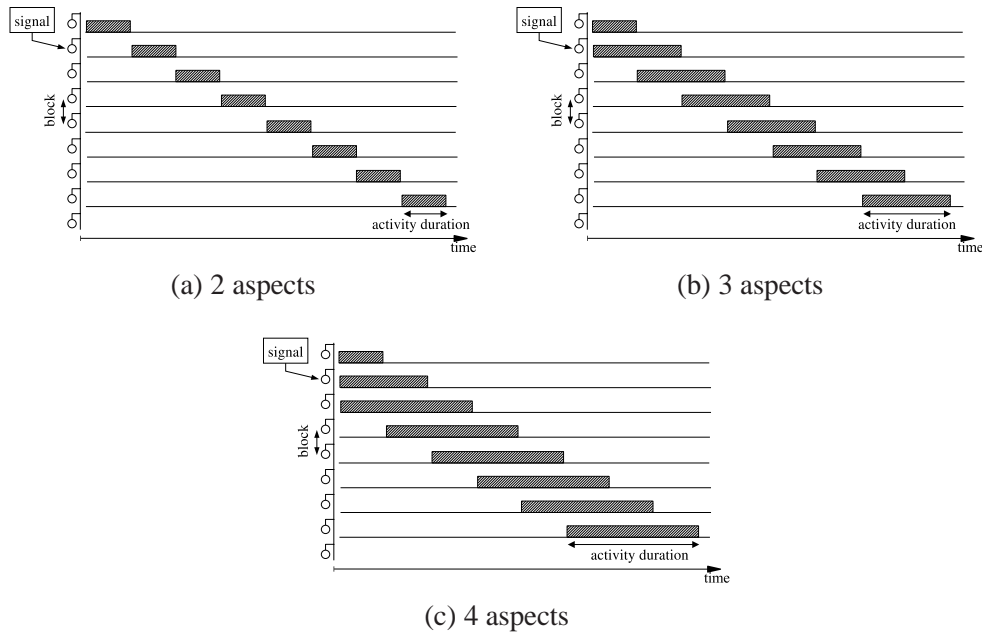 signal
block
activity duration
time
(a) 2 aspects
signal
block
activity duration
time
(b) 3 aspects
signal
block
activity duration
time
(c) 4 aspects